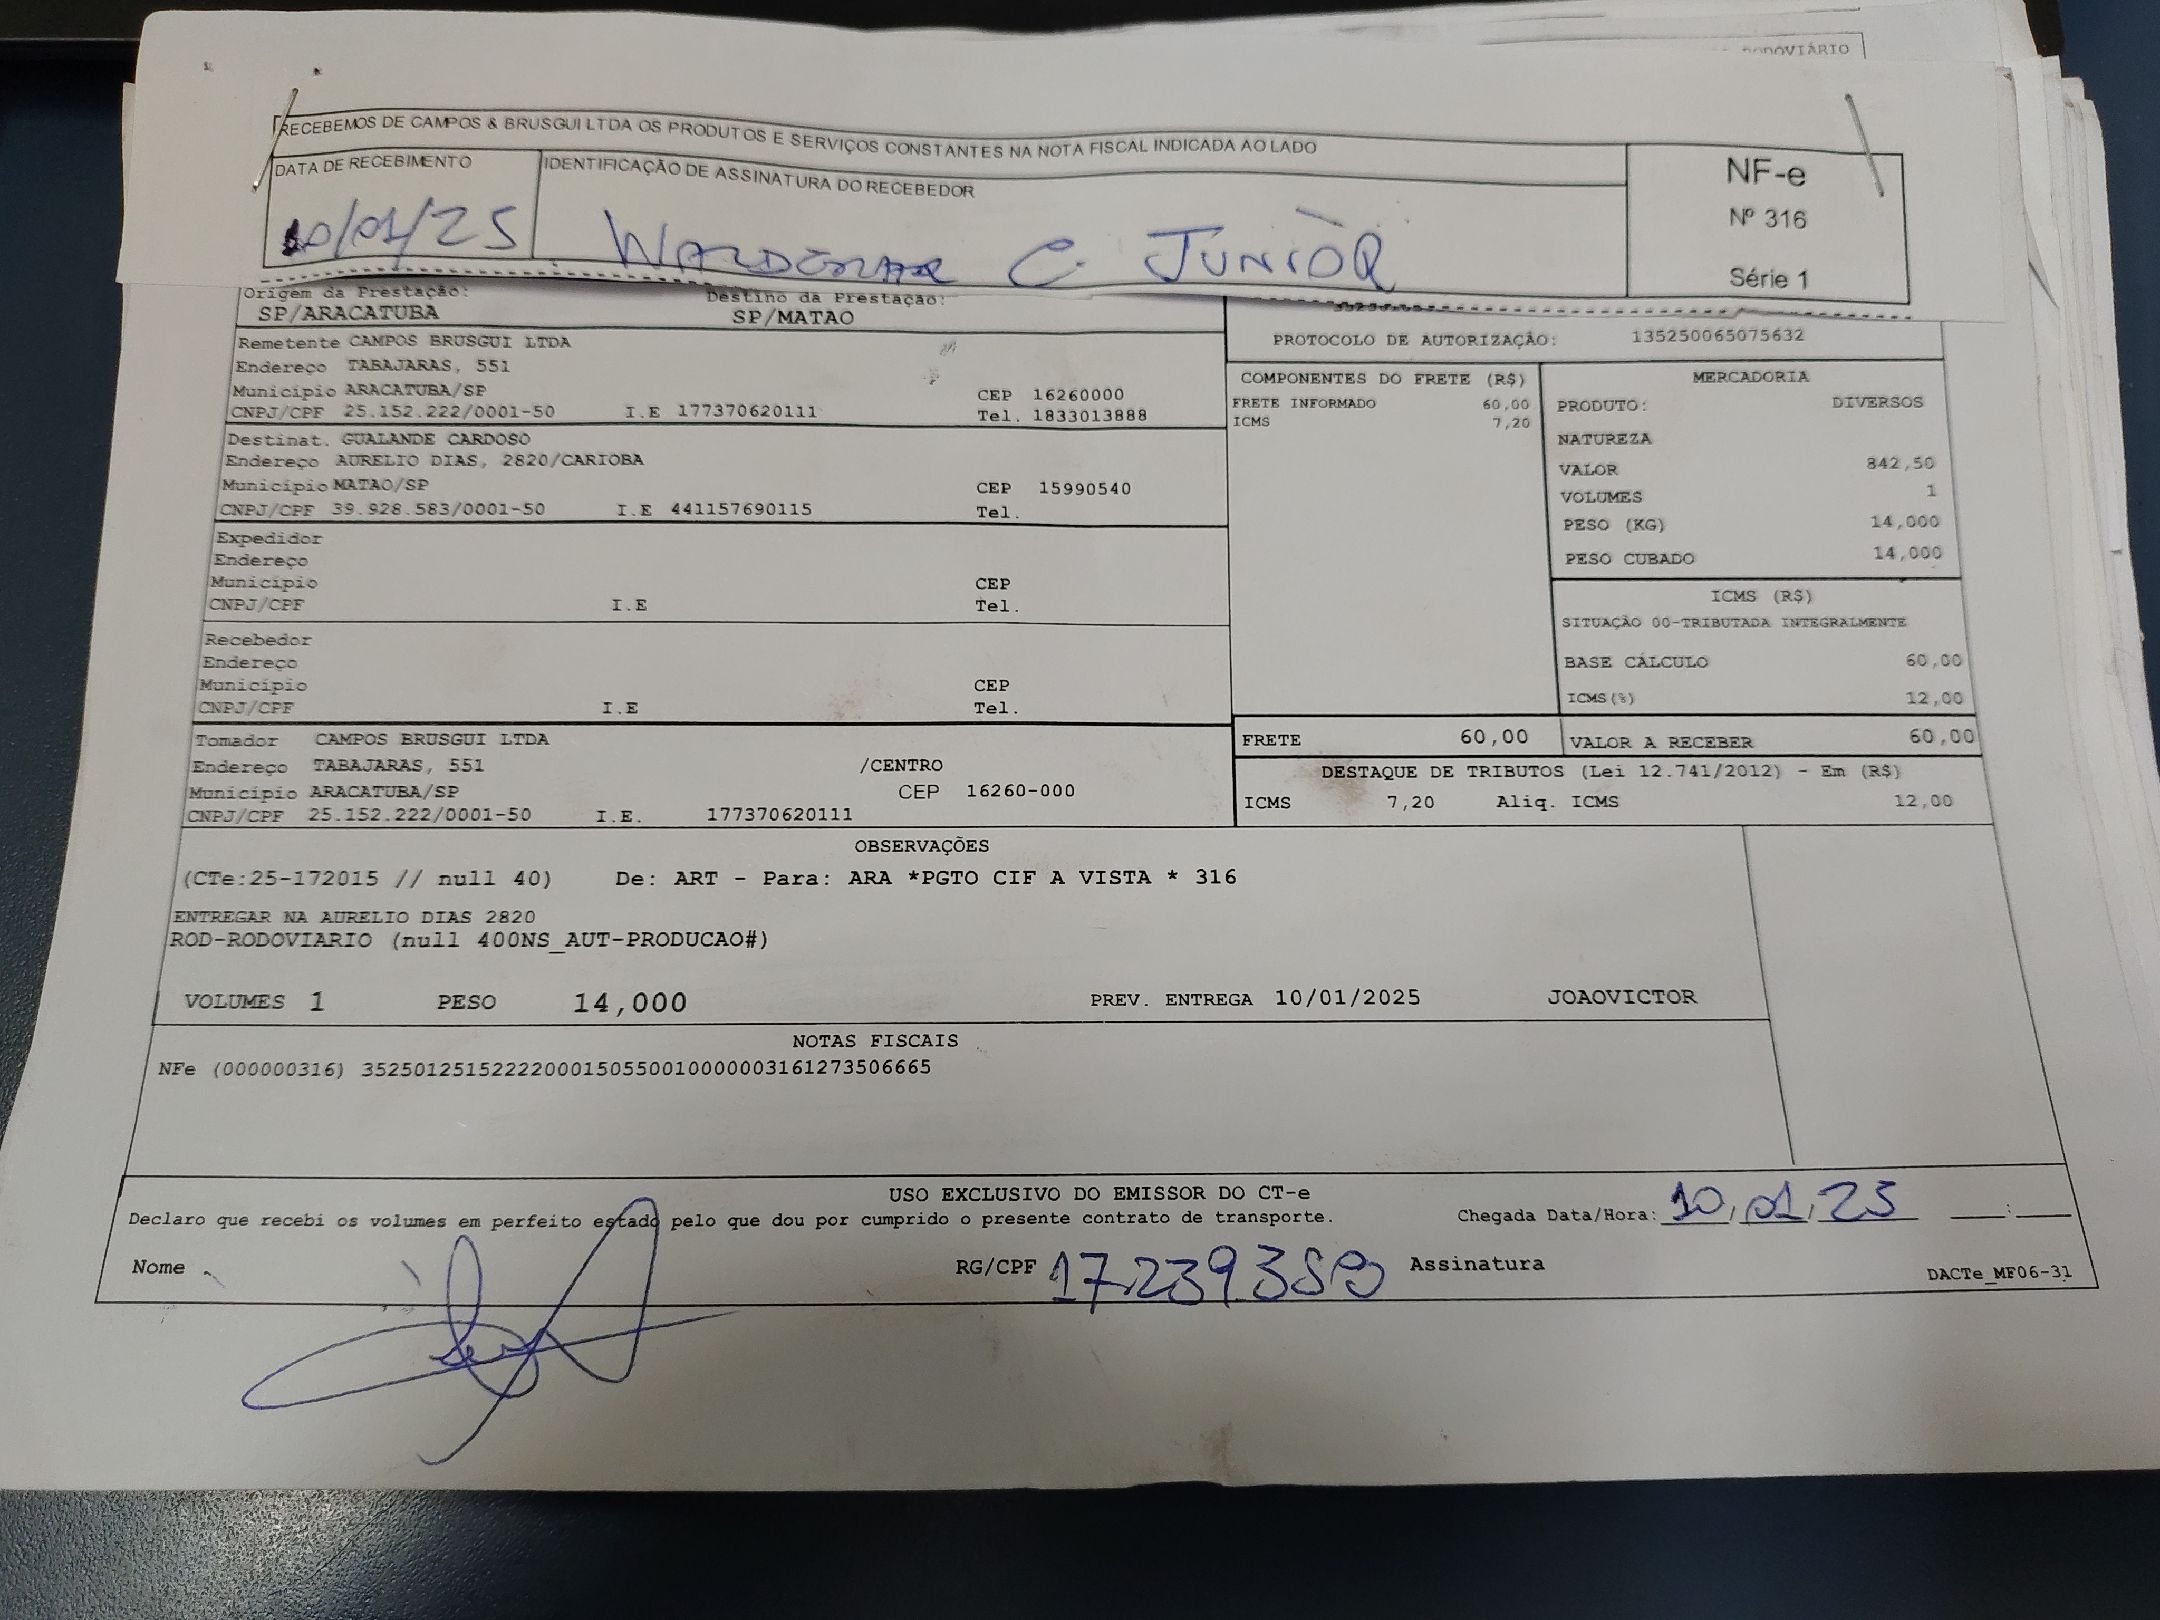 RODOVIÁRIO
RECEBEMOS DE CAMPOS & BRUSGUI LTDA OS PRODUTOS E SERVIÇOS CONSTANTES NA NOTA FISCAL INDICADA AO LADO
DATA DE RECEBIMENTO IDENTIFICAÇÃO DE ASSINATURA DO RECEBEDOR
NF-e
Nº 316
Série 1
10/01/25 WALDEMAR C. JUNIOR
Origem da Prestação: Destino da Prestação:
SP/ARACATUBA SP/MATAO
PROTOCOLO DE AUTORIZAÇÃO: 135250065075632
Remetente CAMPOS BRUSGUI LTDA
Endereço TABAJARAS, 551
Município ARACATUBA/SP CEP 16260000
CNPJ/CPF 25.152.222/0001-50 I.E 177370620111 Tel. 1833013888
Destinat. GUALANDE CARDOSO
Endereço AURELIO DIAS, 2820/CARIOBA
Município MATAO/SP CEP 15990540
CNPJ/CPF 39.928.583/0001-50 I.E 441157690115 Tel.
Expedidor
Endereço
Município CEP
CNPJ/CPF I.E Tel.
Recebedor
Endereço
Município CEP
CNPJ/CPF I.E Tel.
Tomador CAMPOS BRUSGUI LTDA
Endereço TABAJARAS, 551 /CENTRO
Município ARACATUBA/SP CEP 16260-000
CNPJ/CPF 25.152.222/0001-50 I.E. 177370620111
COMPONENTES DO FRETE (R$)
FRETE INFORMADO 60,00
ICMS 7,20
MERCADORIA
PRODUTO: DIVERSOS
NATUREZA
VALOR 842,50
VOLUMES 1
PESO (KG) 14,000
PESO CUBADO 14,000
ICMS (R$)
SITUAÇÃO 00-TRIBUTADA INTEGRALMENTE
BASE CÁLCULO 60,00
ICMS(%) 12,00
FRETE 60,00 VALOR A RECEBER 60,00
DESTAQUE DE TRIBUTOS (Lei 12.741/2012) - Em (R$)
ICMS 7,20 Aliq. ICMS 12,00
OBSERVAÇÕES
(CTe:25-172015 // null 40) De: ART - Para: ARA *PGTO CIF A VISTA * 316
ENTREGAR NA AURELIO DIAS 2820
ROD-RODOVIARIO (null 400NS_AUT-PRODUCAO#)
VOLUMES 1 PESO 14,000 PREV. ENTREGA 10/01/2025 JOAOVICTOR
NOTAS FISCAIS
NFe (000000316) 35250125152222000150550010000003161273506665
USO EXCLUSIVO DO EMISSOR DO CT-e
Declaro que recebi os volumes em perfeito estado pelo que dou por cumprido o presente contrato de transporte. Chegada Data/Hora: 10/01/25 __:__
Nome RG/CPF Assinatura
DACTe_MF06-31